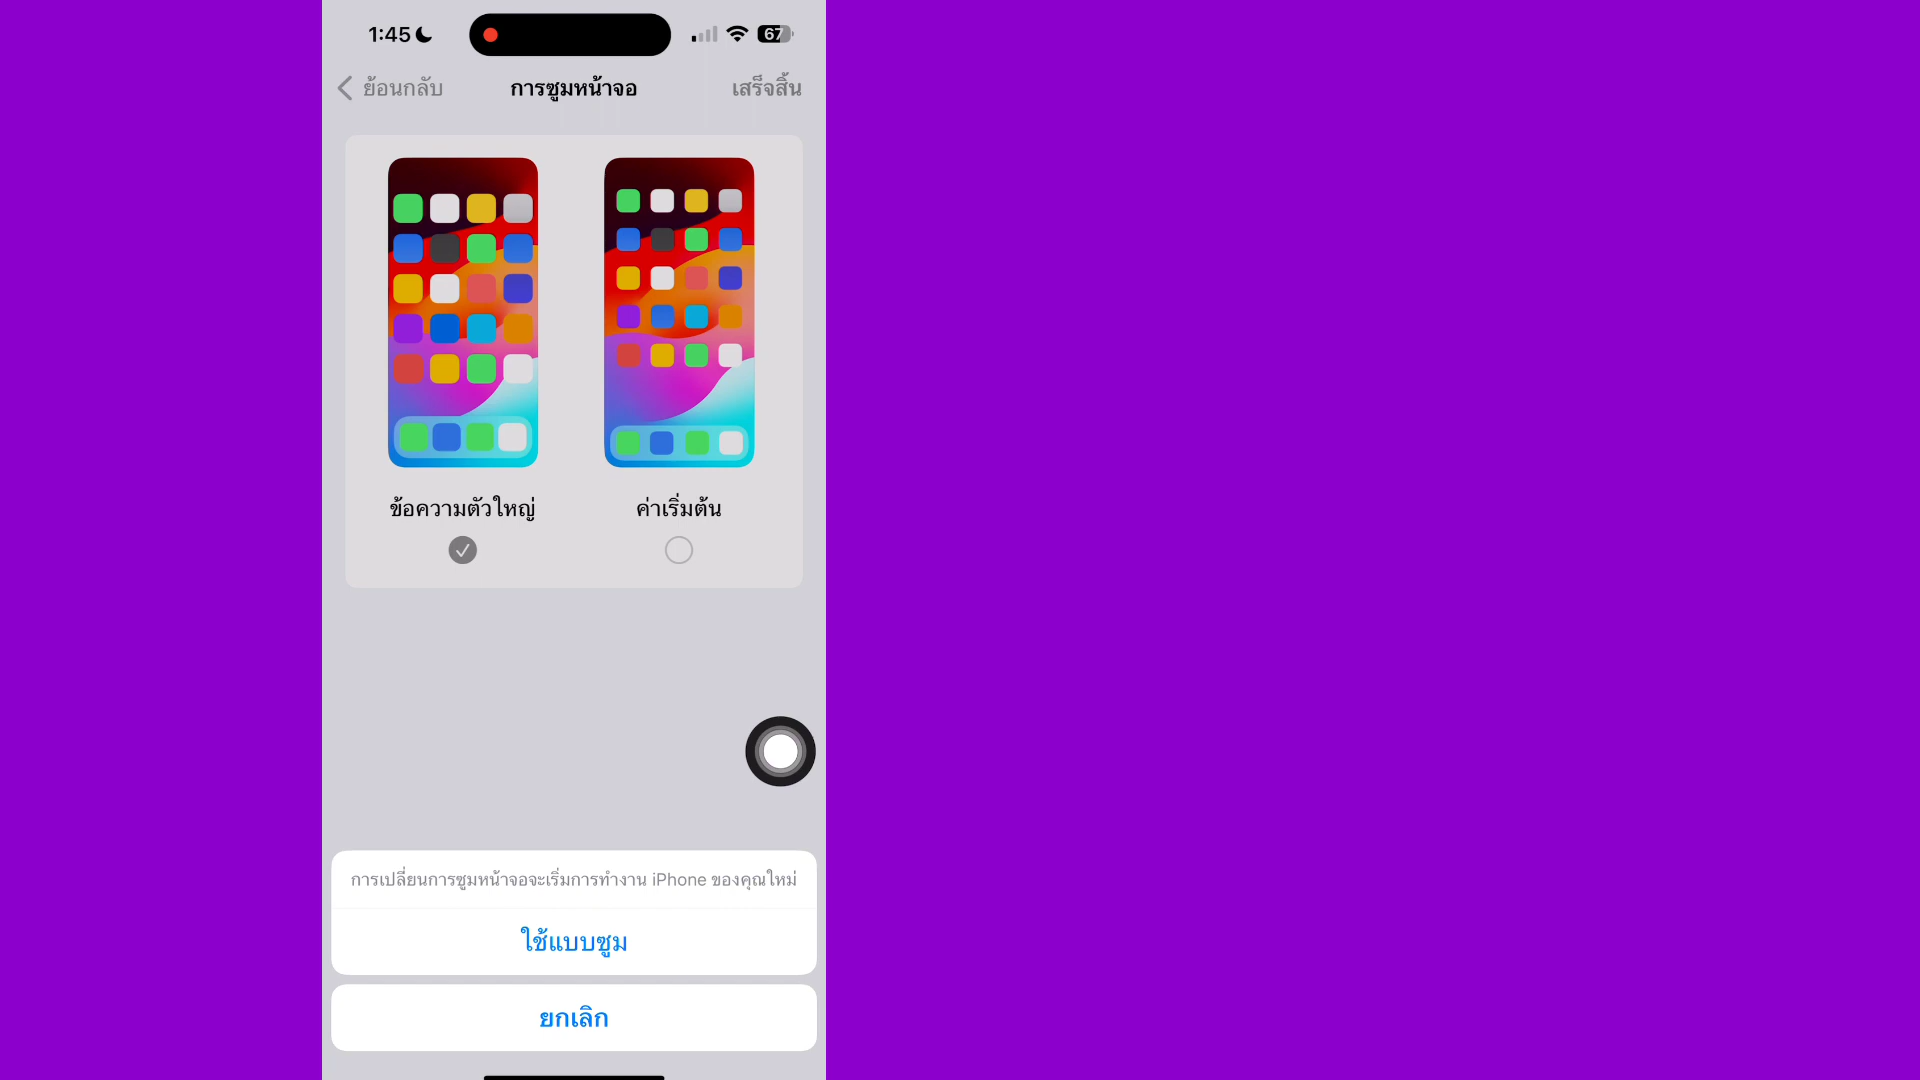 1:45
67
ย้อนกลับ
การซูมหน้าจอ
เสร็จสิ้น
ข้อความตัวใหญ่
ค่าเริ่มต้น
การเปลี่ยนการซูมหน้าจอจะเริ่มการทำงาน iPhone ของคุณใหม่
ใช้แบบซูม
ยกเลิก